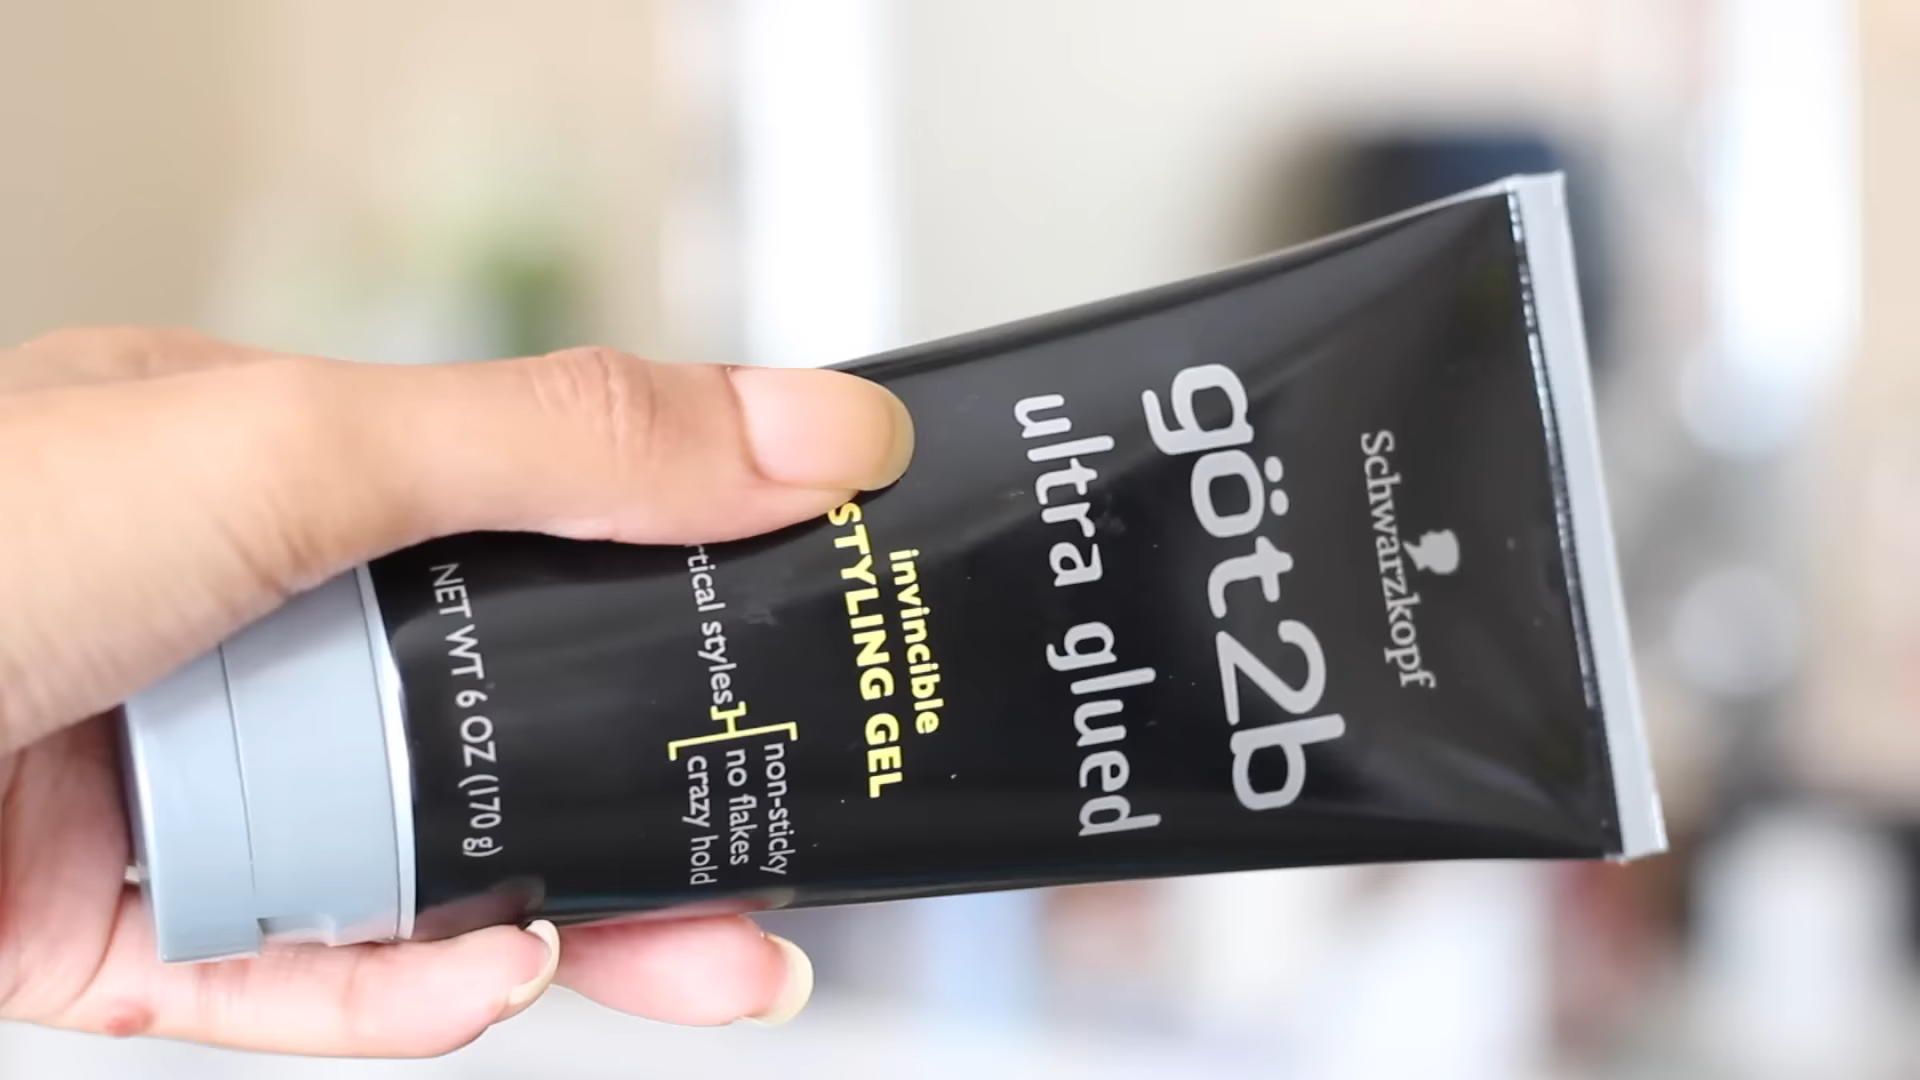 Schwarzkopf
göt2b
ultra glued
invincible
STYLING GEL
styles
non-sticky
no flakes
crazy hold
NET WT 6 OZ (170 g)